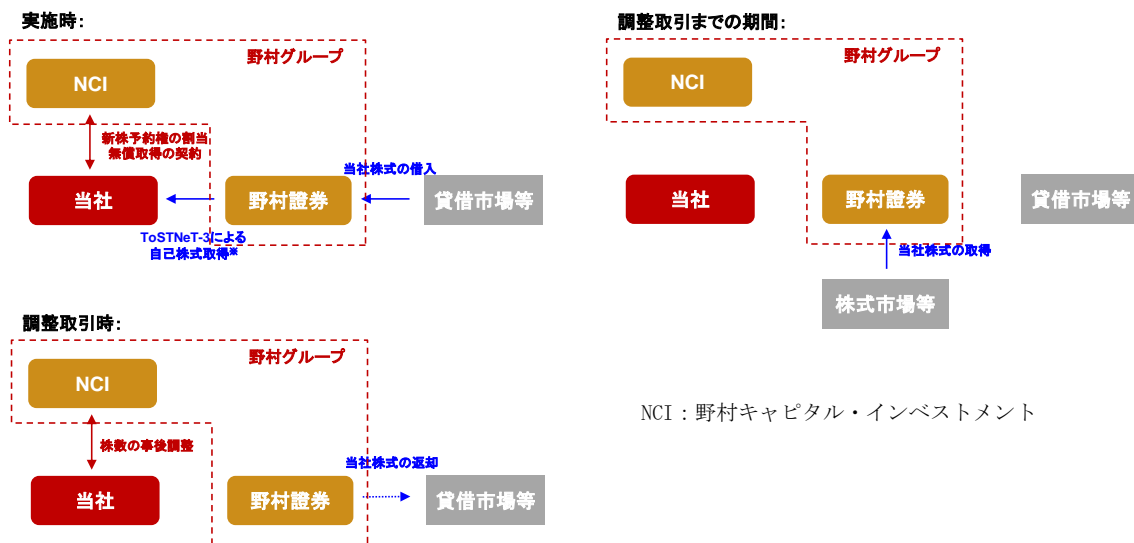 実施時:
野村グループ
NCI
新株予約権の割当
無償取得の契約
当社株式の借入
当社
野村證券
貸借市場等
ToSTNeT-3による
自己株式取得※
調整取引までの期間:
野村グループ
NCI
当社
野村證券
貸借市場等
当社株式の取得
株式市場等
調整取引時:
野村グループ
NCI
株数の事後調整
当社株式の返却
当社
野村證券
貸借市場等
NCI：野村キャピタル・インベストメント